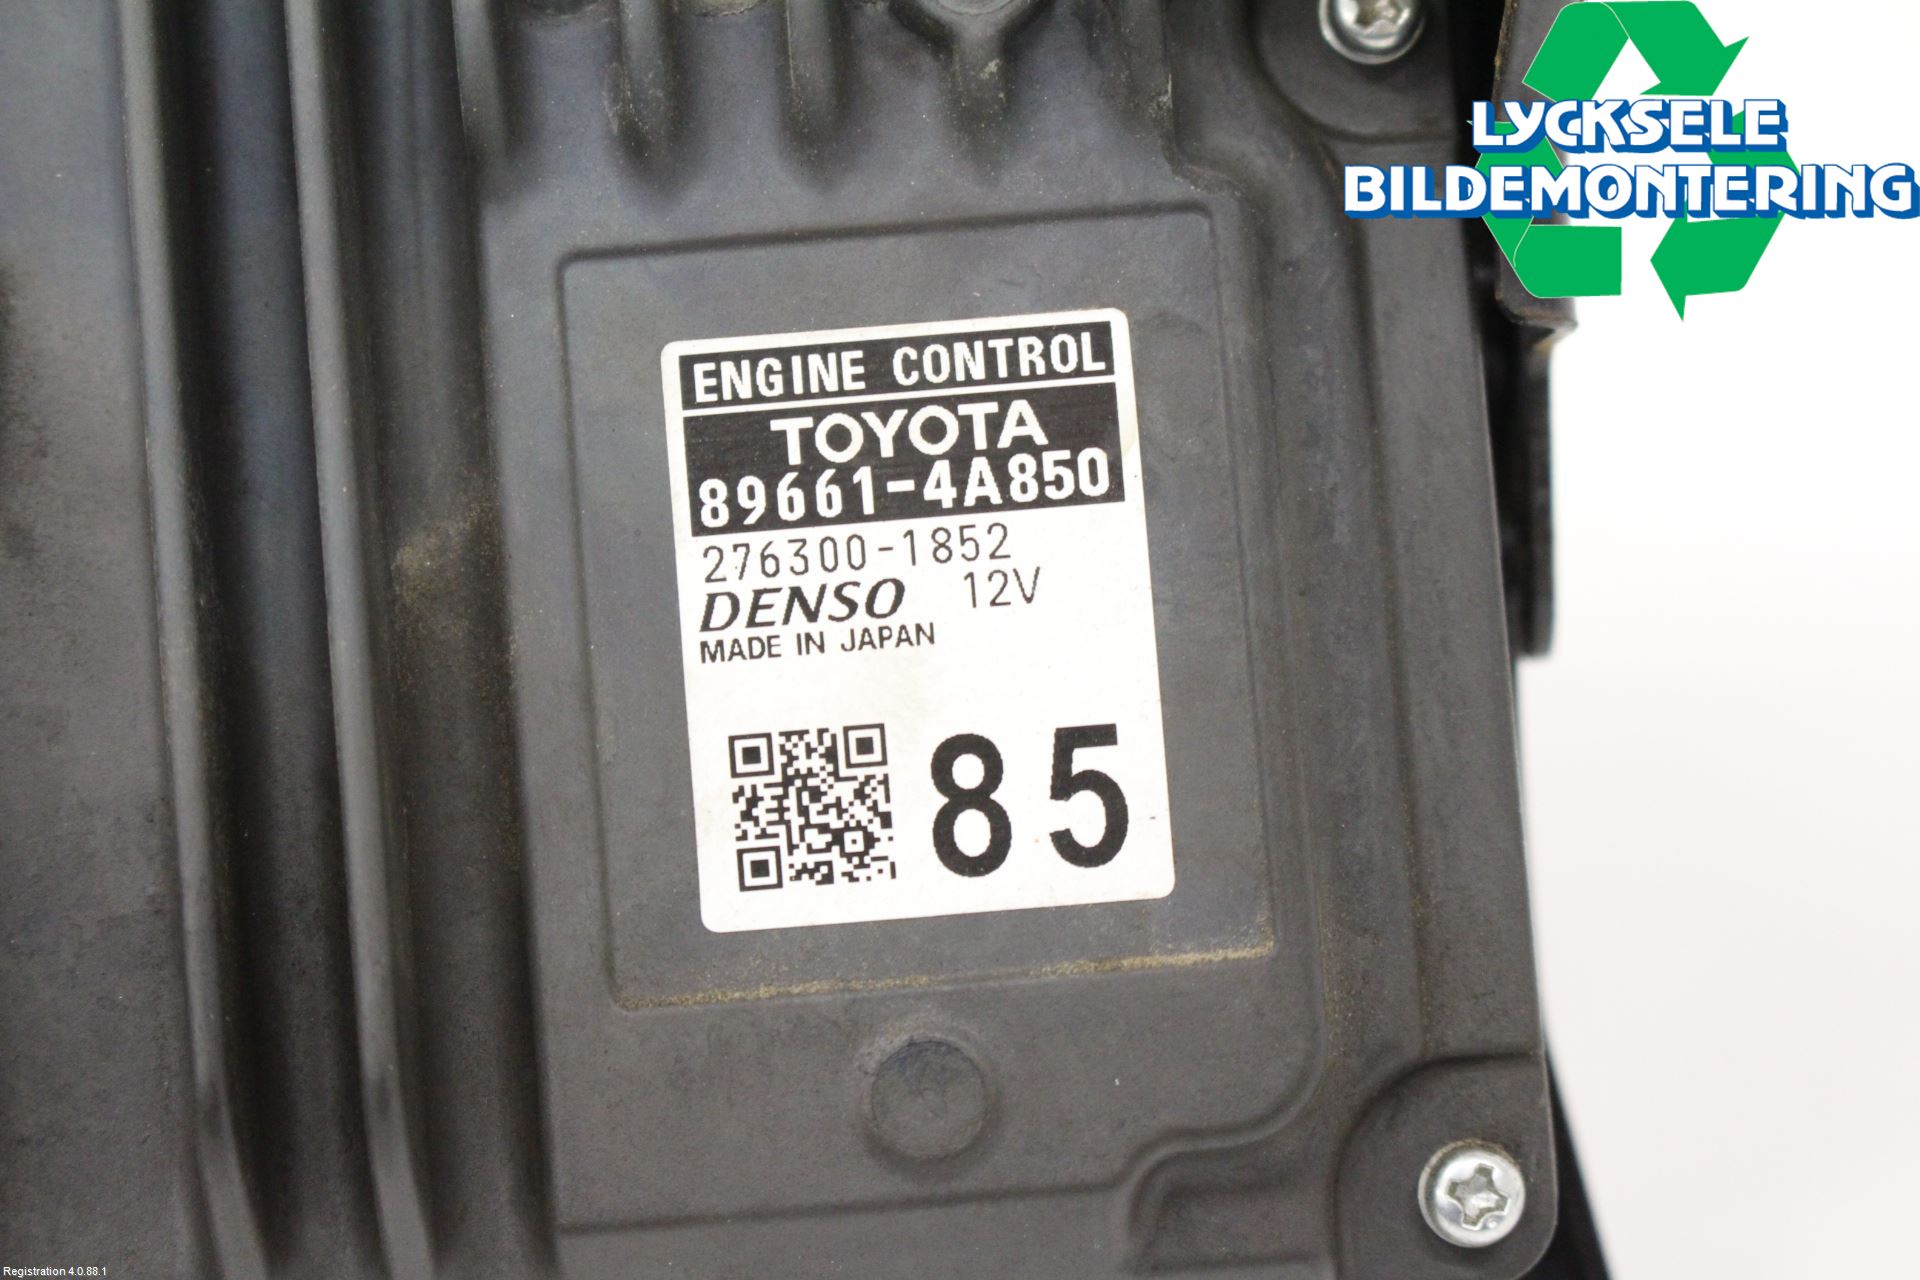 LYCKSELE
BILDEMONTERING
ENGINE CONTROL
TOYOTA
89661-4A850
276300-1852
DENSO 12V
MADE IN JAPAN
85
Registration 4.0.88.1